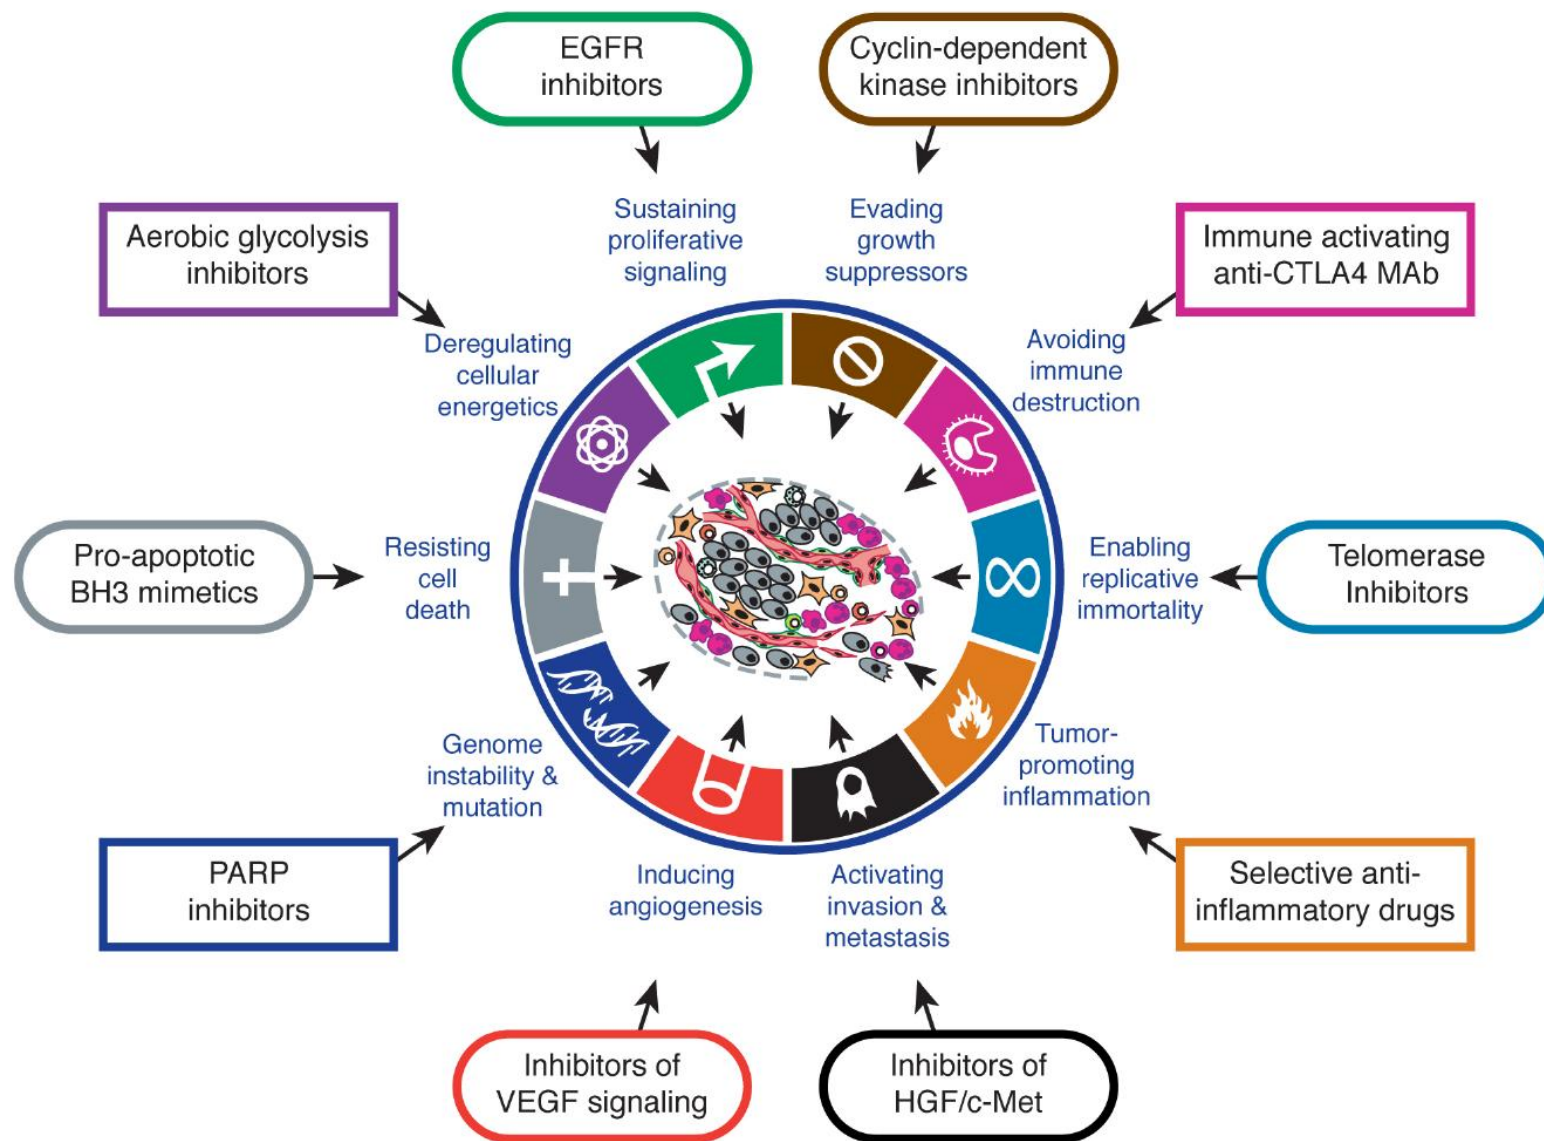 EGFR
inhibitors
Cyclin-dependent
kinase inhibitors
Sustaining
proliferative
signaling
Evading
growth
suppressors
Aerobic glycolysis
inhibitors
Immune activating
anti-CTLA4 MAb
Deregulating
cellular
energetics
Avoiding
immune
destruction
Pro-apoptotic
BH3 mimetics
Resisting
cell
death
Enabling
replicative
immortality
Telomerase
Inhibitors
Genome
instability &
mutation
Tumor-
promoting
inflammation
PARP
inhibitors
Inducing
angiogenesis
Activating
invasion &
metastasis
Selective anti-
inflammatory drugs
Inhibitors of
VEGF signaling
Inhibitors of
HGF/c-Met